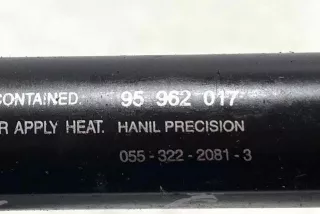 CONTAINED. 95 962 017
R APPLY HEAT. HANIL PRECISION
055-322-2081-3